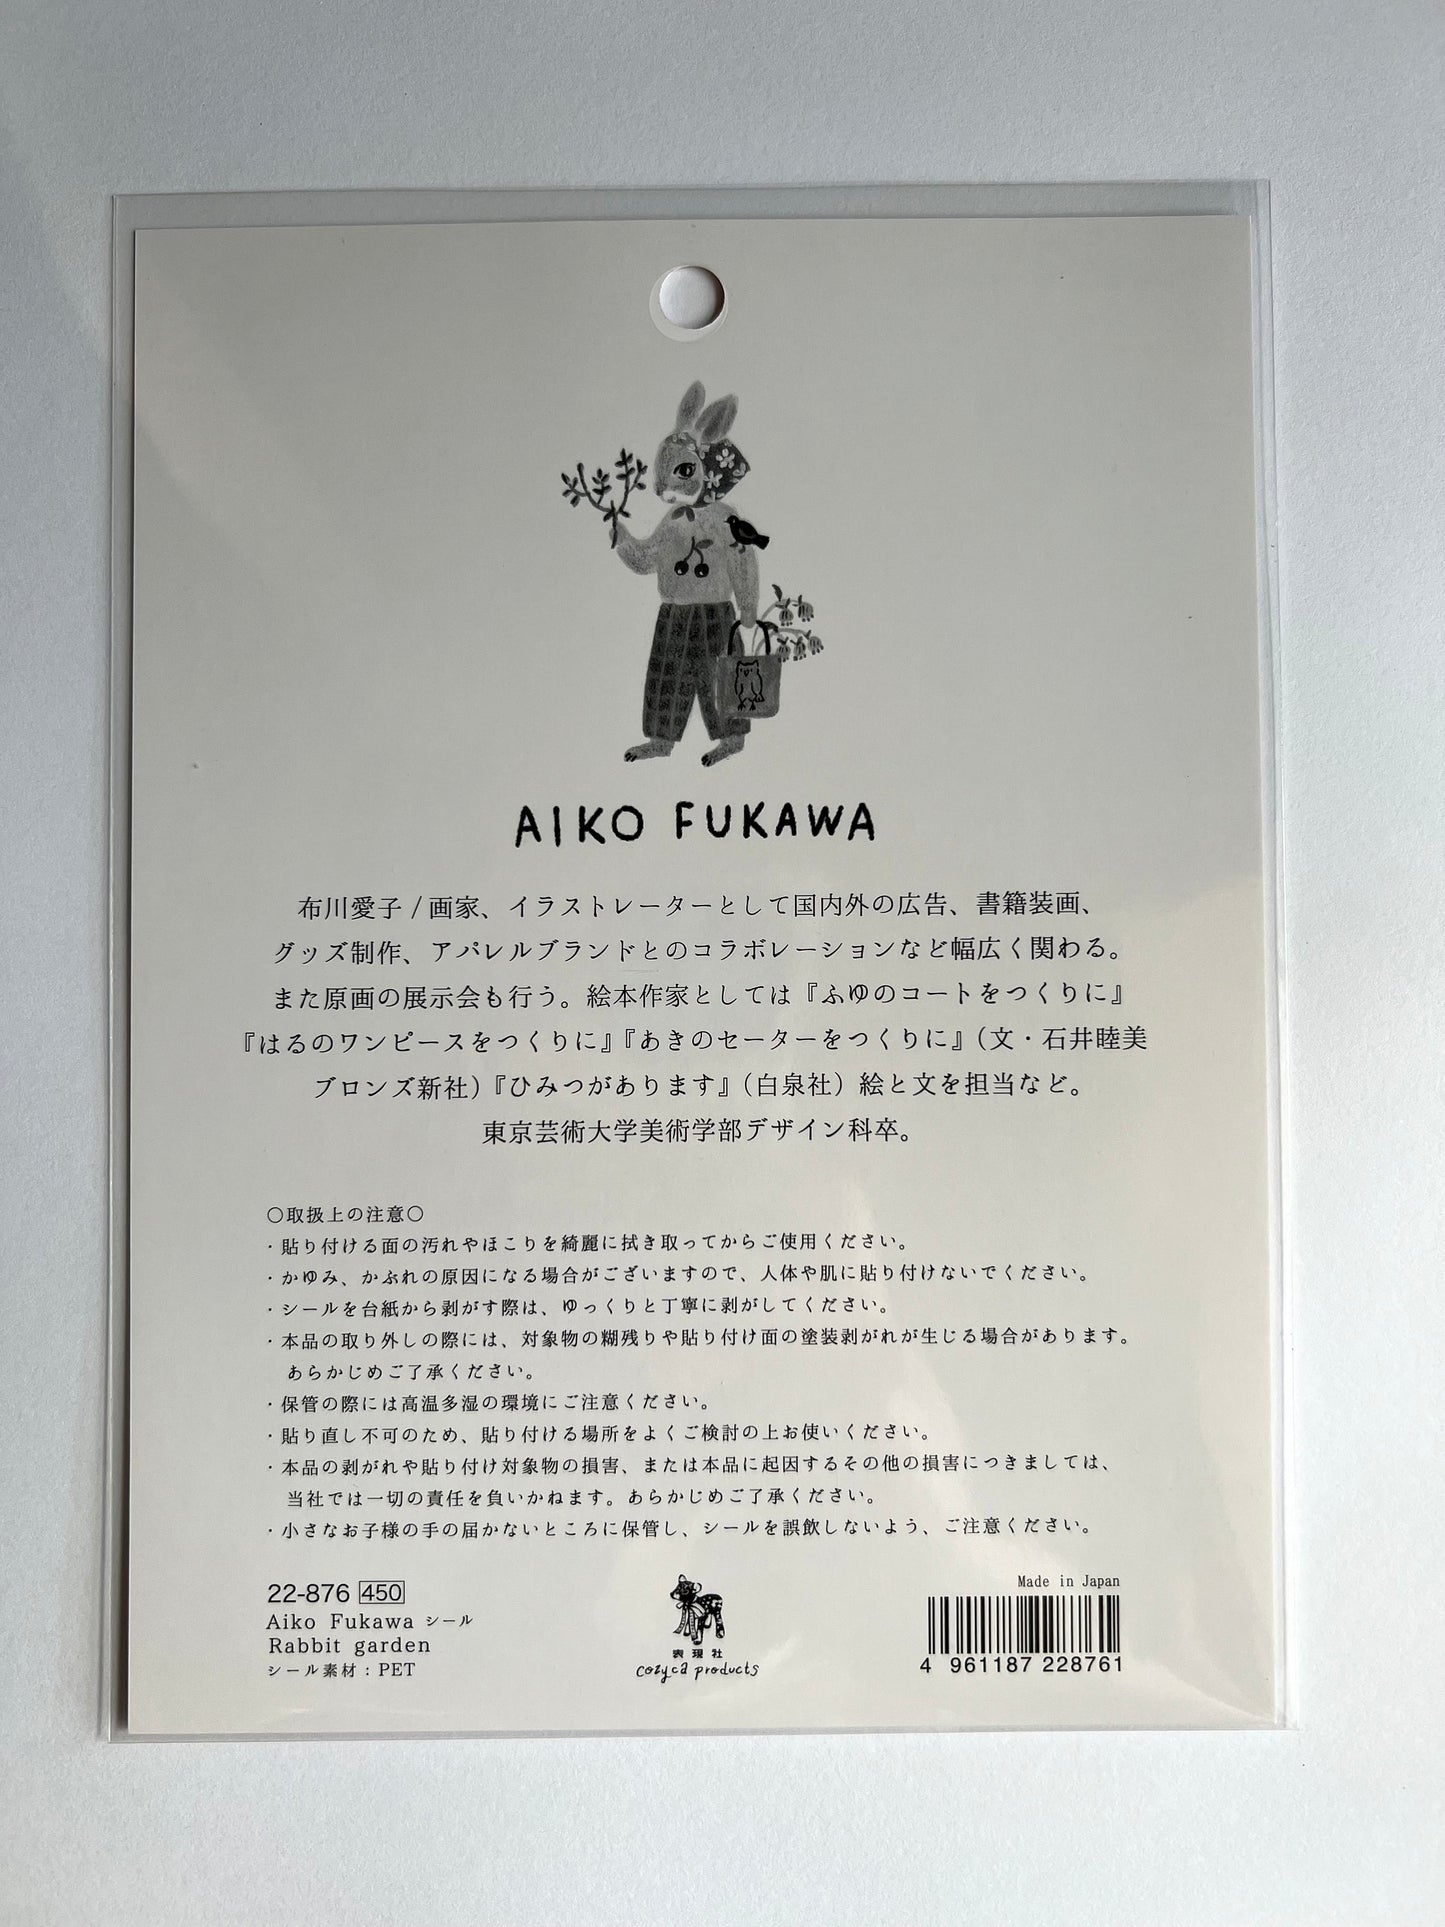 AIKO FUKAWA
布川愛子 / 画家、イラストレーターとして国内外の広告、書籍装画、
グッズ制作、アパレルブランドとのコラボレーションなど幅広く関わる。
また原画の展示会も行う。絵本作家としては『ふゆのコートをつくりに』
『はるのワンピースをつくりに』『あきのセーターをつくりに』(文・石井睦美
ブロンズ新社)『ひみつがあります』(白泉社)絵と文を担当など。
東京芸術大学美術学部デザイン科卒。
○取扱上の注意○
・貼り付ける面の汚れやほこりを綺麗に拭き取ってからご使用ください。
・かゆみ、かぶれの原因になる場合がございますので、人体や肌に貼り付けないでください。
・シールを台紙から剥がす際は、ゆっくりと丁寧に剥がしてください。
・本品の取り外しの際には、対象物の糊残りや貼り付け面の塗装剥がれが生じる場合があります。
あらかじめご了承ください。
・保管の際には高温多湿の環境にご注意ください。
・貼り直し不可のため、貼り付ける場所をよくご検討の上お使いください。
・本品の剥がれや貼り付け対象物の損害、または本品に起因するその他の損害につきましては、
当社では一切の責任を負いかねます。あらかじめご了承ください。
・小さなお子様の手の届かないところに保管し、シールを誤飲しないよう、ご注意ください。
22-876 450
Aiko Fukawa シール
Rabbit garden
シール素材:PET
表現社
cozyca products
Made in Japan
4 961187 228761